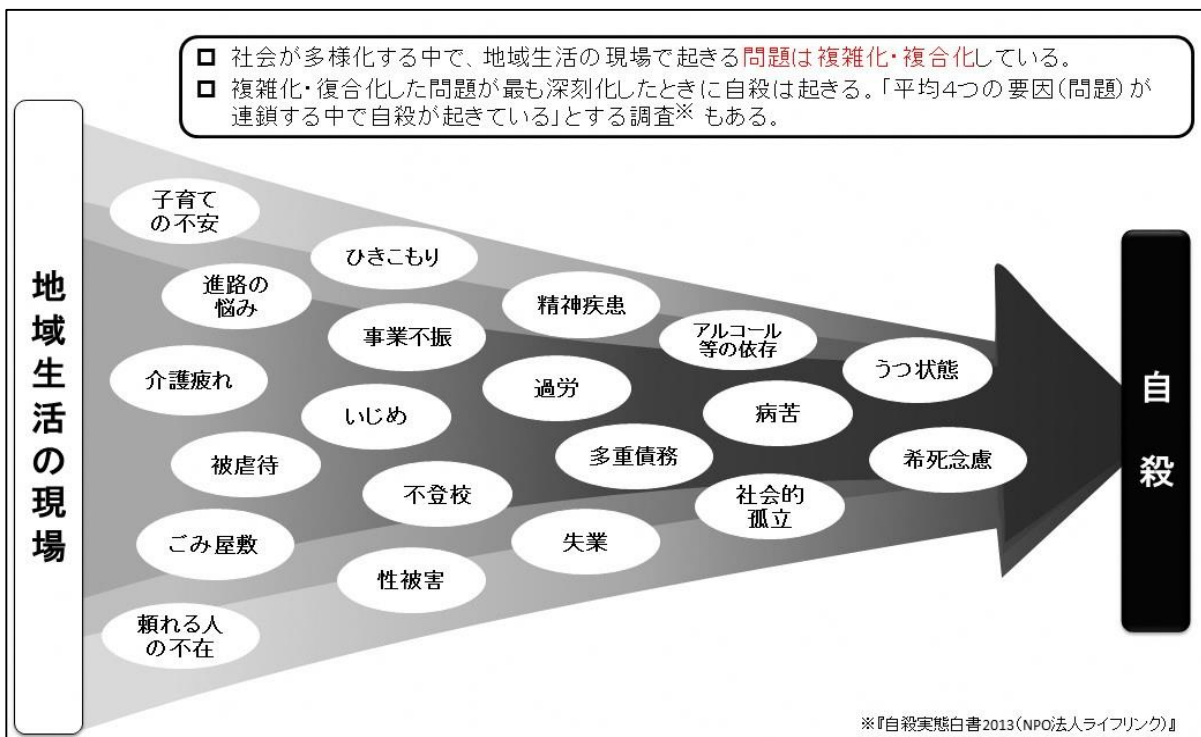 □ 社会が多様化する中で、地域生活の現場で起きる問題は複雑化・複合化している。
□ 複雑化・復合化した問題が最も深刻化したときに自殺は起きる。「平均4つの要因(問題)が
連鎖する中で自殺が起きている」とする調査※ もある。
地域生活の現場
子育て
の不安
ひきこもり
進路の
悩み
精神疾患
事業不振
アルコール
等の依存
うつ状態
介護疲れ
過労
いじめ
病苦
被虐待
多重債務
希死念慮
不登校
社会的
孤立
ごみ屋敷
失業
性被害
頼れる人
の不在
自殺
※『自殺実態白書2013(NPO法人ライフリンク)』